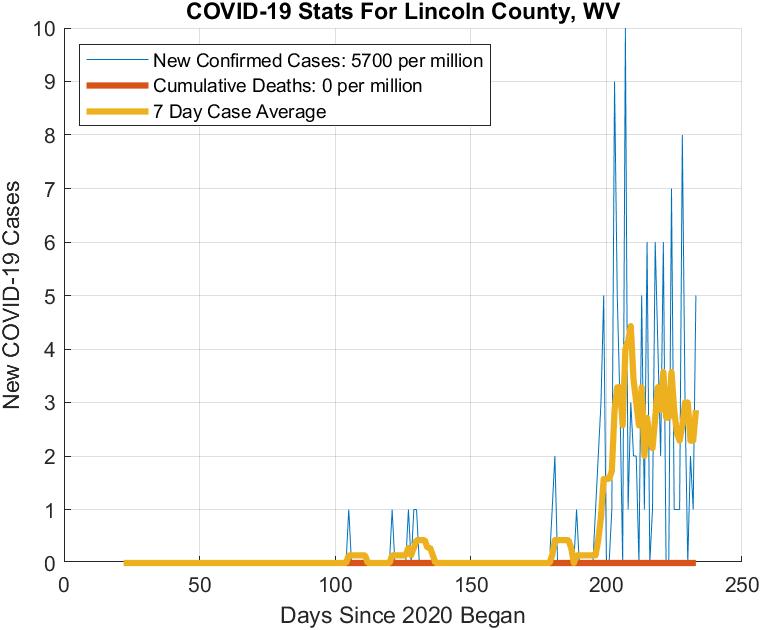 COVID-19 Stats For Lincoln County, WV
New Confirmed Cases: 5700 per million
Cumulative Deaths: 0 per million
7 Day Case Average
New COVID-19 Cases
10
9
8
7
6
5
4
3
2
1
0
0 50 100 150 200 250
Days Since 2020 Began